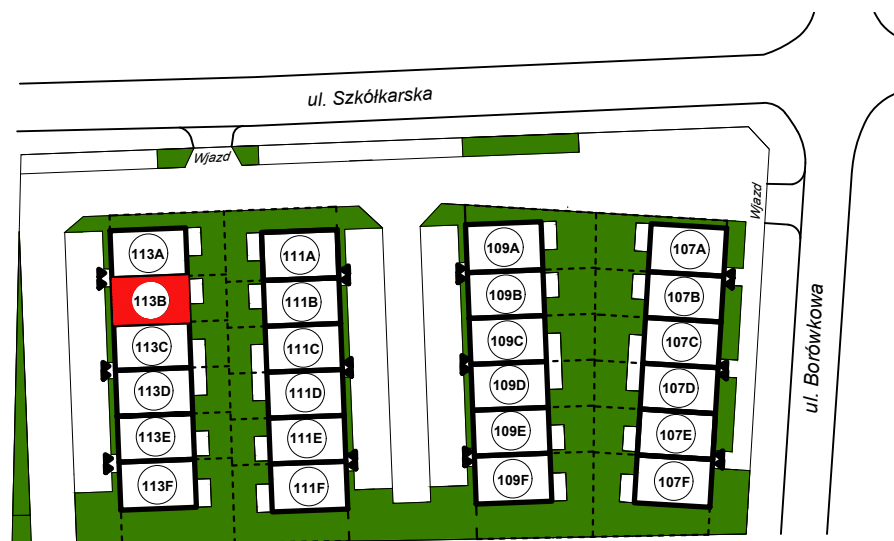 ul. Szkółkarska
Wjazd
Wjazd
113A
113B
113C
113D
113E
113F
111A
111B
111C
111D
111E
111F
109A
109B
109C
109D
109E
109F
107A
107B
107C
107D
107E
107F
ul. Borówkowa